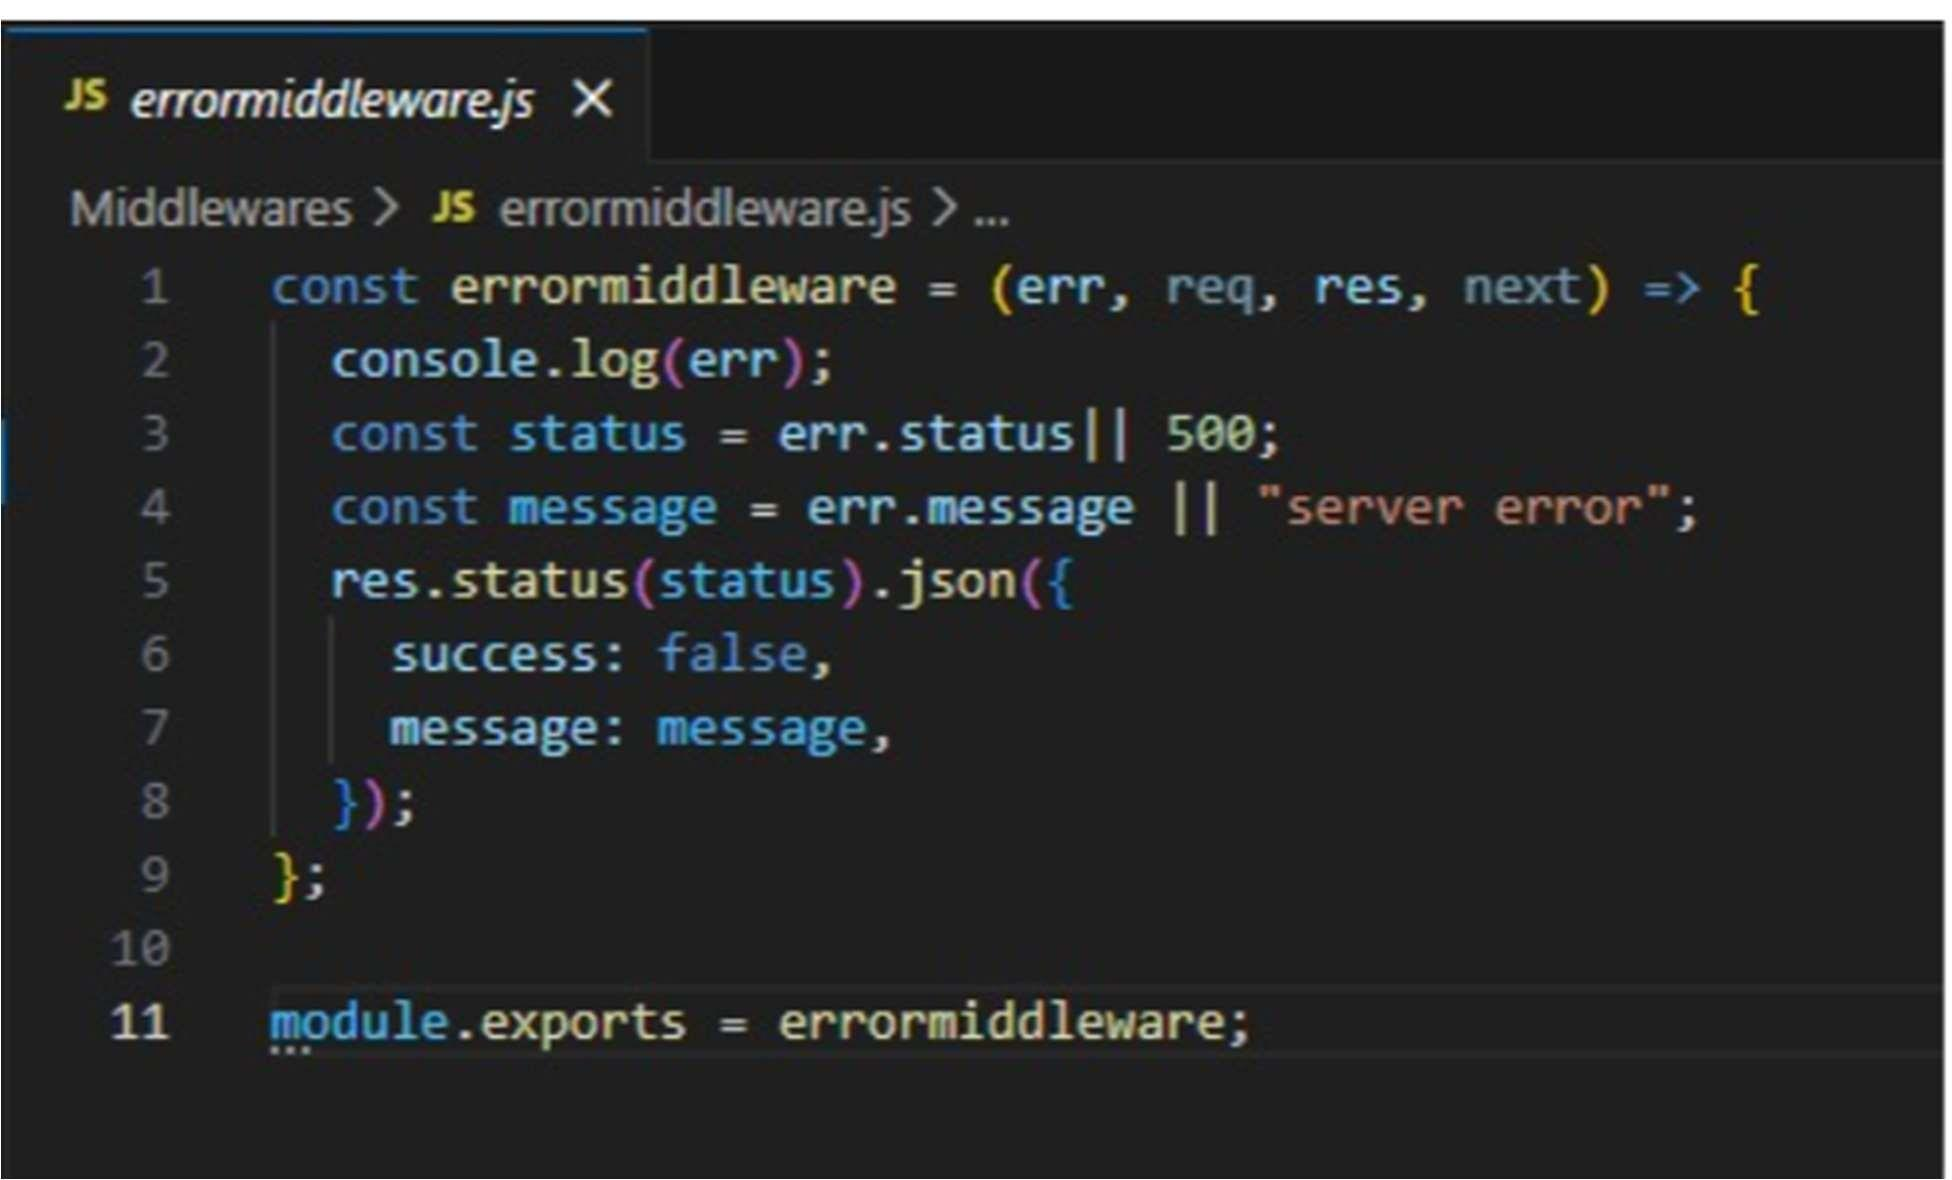 JS errormiddleware.js ×
Middlewares > JS errormiddleware.js > ...
1 const errormiddleware = (err, req, res, next) => {
2   console.log(err);
3   const status = err.status|| 500;
4   const message = err.message || "server error";
5   res.status(status).json({
6     success: false,
7     message: message,
8   });
9 };
10
11 module.exports = errormiddleware;